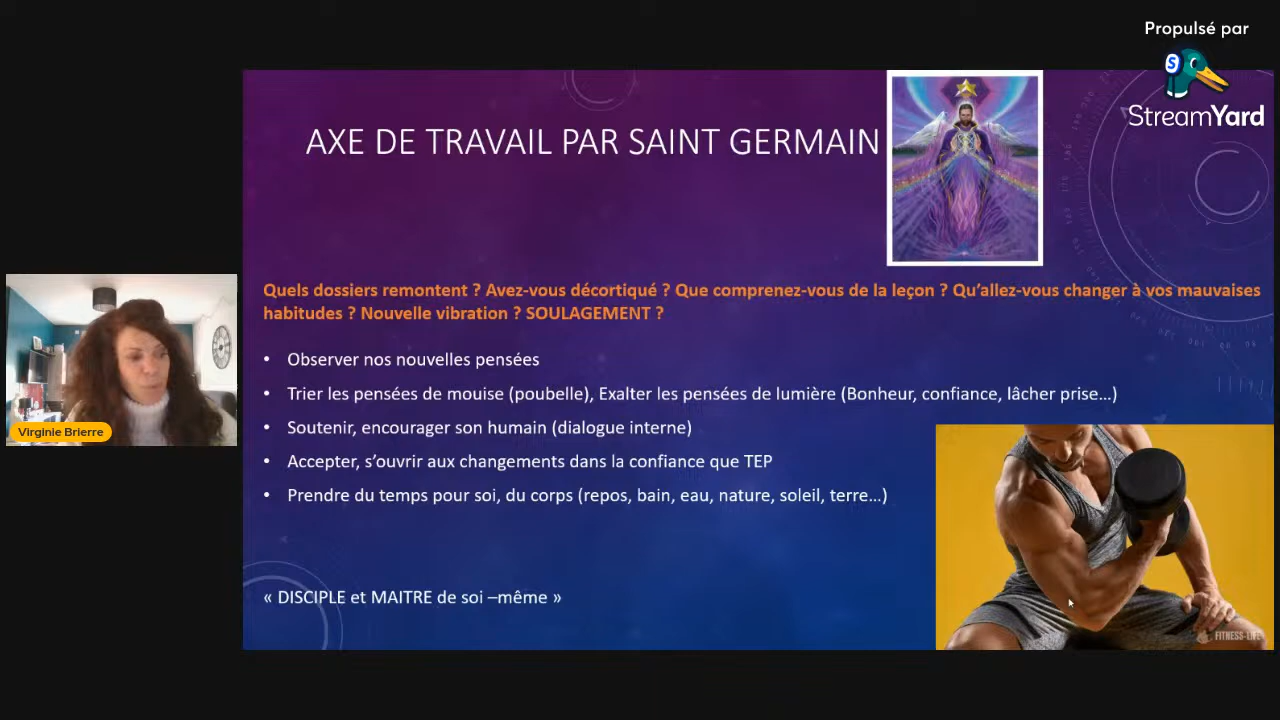 Propulsé par
StreamYard
AXE DE TRAVAIL PAR SAINT GERMAIN
Quels dossiers remontent ? Avez-vous décortiqué ? Que comprenez-vous de la leçon ? Qu'allez-vous changer à vos mauvaises
habitudes ? Nouvelle vibration ? SOULAGEMENT ?
• Observer nos nouvelles pensées
• Trier les pensées de mouise (poubelle), Exalter les pensées de lumière (Bonheur, confiance, lâcher prise...)
• Soutenir, encourager son humain (dialogue interne)
• Accepter, s'ouvrir aux changements dans la confiance que TEP
• Prendre du temps pour soi, du corps (repos, bain, eau, nature, soleil, terre...)
« DISCIPLE et MAITRE de soi –même »
Virginie Brierre
FITNESS-LIFE